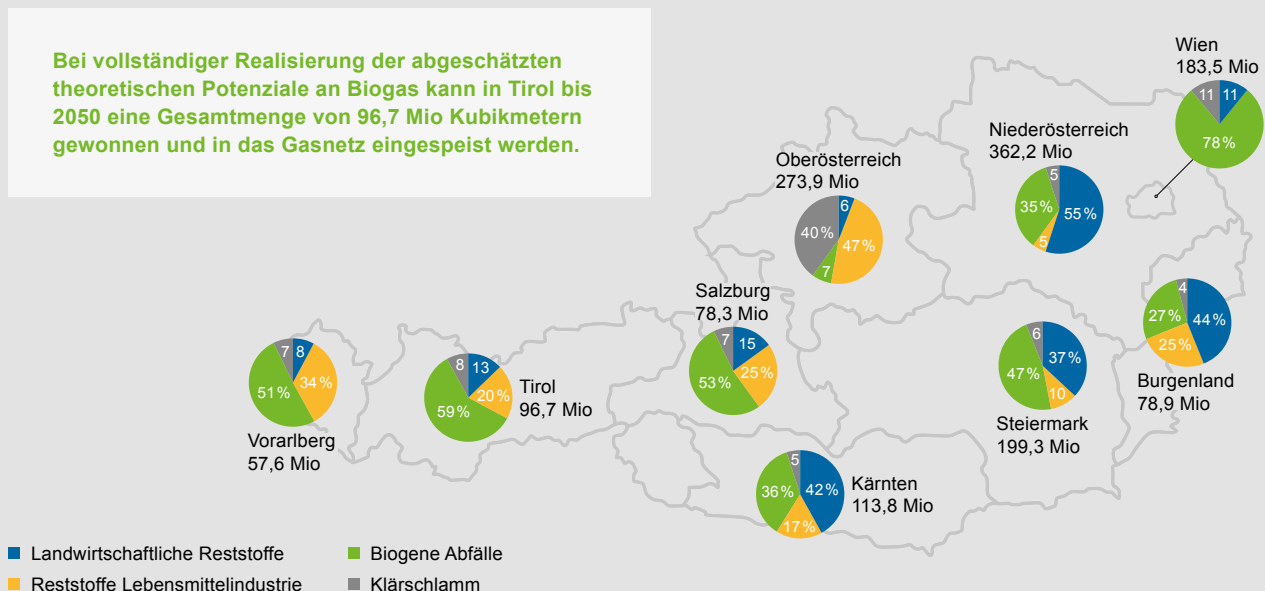 Bei vollständiger Realisierung der abgeschätzten
theoretischen Potenziale an Biogas kann in Tirol bis
2050 eine Gesamtmenge von 96,7 Mio Kubikmetern
gewonnen und in das Gasnetz eingespeist werden.
Wien
183,5 Mio
11
11
78 %
Niederösterreich
362,2 Mio
5
35 %
55 %
5
Oberösterreich
273,9 Mio
6
40 %
47 %
7
Salzburg
78,3 Mio
7
15
25 %
53 %
4
27 %
44 %
25 %
Burgenland
78,9 Mio
6
37 %
47 %
10
Steiermark
199,3 Mio
7
8
34 %
51 %
Vorarlberg
57,6 Mio
8
13
20 %
59 %
Tirol
96,7 Mio
5
36 %
42 %
17 %
Kärnten
113,8 Mio
Landwirtschaftliche Reststoffe
Reststoffe Lebensmittelindustrie
Biogene Abfälle
Klärschlamm